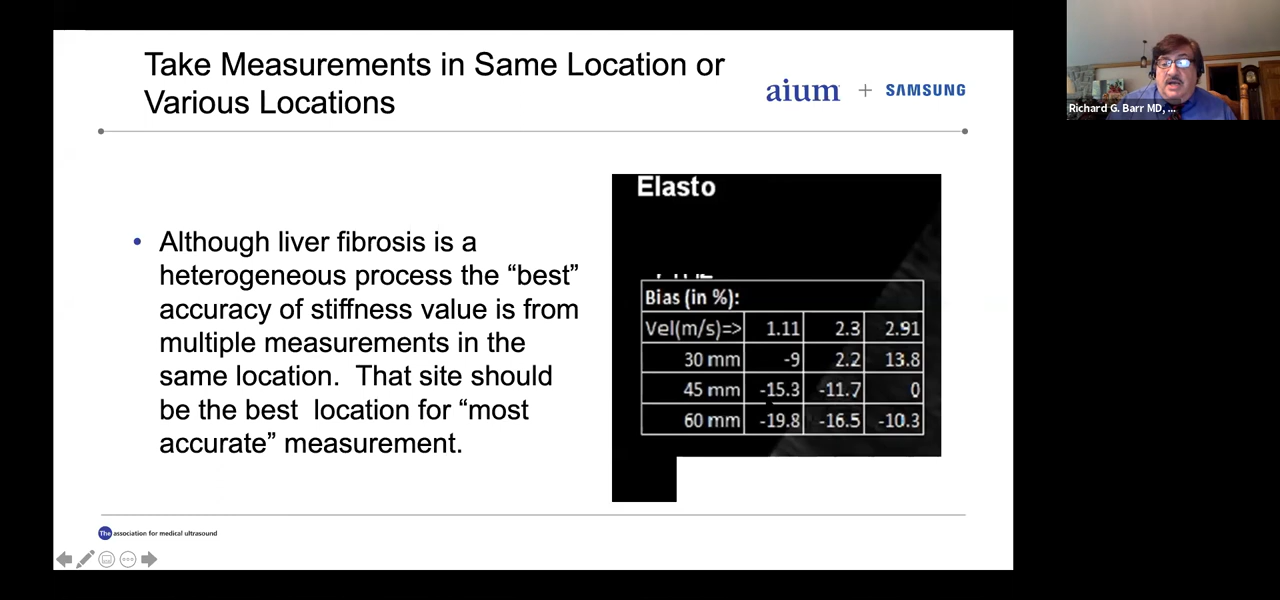 Take Measurements in Same Location or
Various Locations
aium + SAMSUNG
Richard G. Barr MD, ...
• Although liver fibrosis is a
heterogeneous process the “best”
accuracy of stiffness value is from
multiple measurements in the
same location. That site should
be the best location for “most
accurate” measurement.
Elasto
Bias (in %):
Vel(m/s)=> 1.11 2.3 2.91
30 mm -9 2.2 13.8
45 mm -15.3 -11.7 0
60 mm -19.8 -16.5 -10.3
The association for medical ultrasound